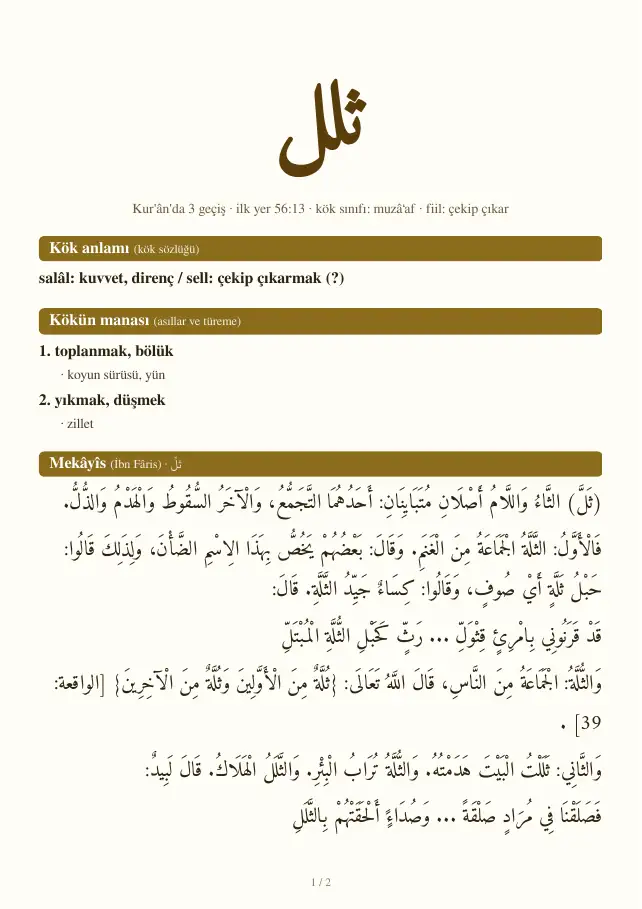 ثلل
Kur'ân'da 3 geçiş · ilk yer 56:13 · kök sınıfı: muzâ'af · fiil: çekip çıkar
Kök anlamı (kök sözlüğü)
salâl: kuvvet, direnç / sell: çekip çıkarmak (?)
Kökün manası (asıllar ve türeme)
1. toplanmak, bölük
· koyun sürüsü, yün
2. yıkmak, düşmek
· zillet
Mekâyîs (İbn Fâris) · ثَلَّ
(ثَلَّ) الثَّاءُ وَاللَّامُ أَصْلَانِ مُتَبَايِنَانِ: أَحَدُهُمَا التَّجَمُّعُ، وَالْآخَرُ السُّقُوطُ وَالْهَدْمُ وَالذُّلُّ.
فَالْأَوَّلُ: الثَّلَّةُ الْجَمَاعَةُ مِنَ الْغَنَمِ. وَقَالَ: بَعْضُهُمْ يَخُصُّ بِهَذَا الِاسْمِ الضَّأْنَ، وَلِذَلِكَ قَالُوا:
حَبْلُ ثَلَّةٍ أَيْ صُوفٍ، وَقَالُوا: كِسَاءٌ جَيِّدُ الثَّلَّةِ. قَالَ:
قَدْ قَرَنُونِي بِامْرِئٍ قِثْوَلِّ ... رَثٍّ كَحَبْلِ الثَّلَّةِ الْمُبْتَلِّ
وَالثُّلَّةُ: الْجَمَاعَةُ مِنَ النَّاسِ، قَالَ اللَّهُ تَعَالَى: {ثُلَّةٌ مِنَ الْأَوَّلِينَ وَثُلَّةٌ مِنَ الْآخِرِينَ} [الواقعة:
39] .
وَالثَّانِي: ثَلَلْتُ الْبَيْتَ هَدَمْتُهُ. وَالثُّلَّةُ تُرَابُ الْبِئْرِ. وَالثَّلَلُ الْهَلَاكُ. قَالَ لَبِيدٌ:
فَصَلَقْنَا فِي مُرَادٍ صَلْقَةً ... وَصُدَاءٍ أَلْحَقَتْهُمْ بِالثَّلَلِ
1 / 2